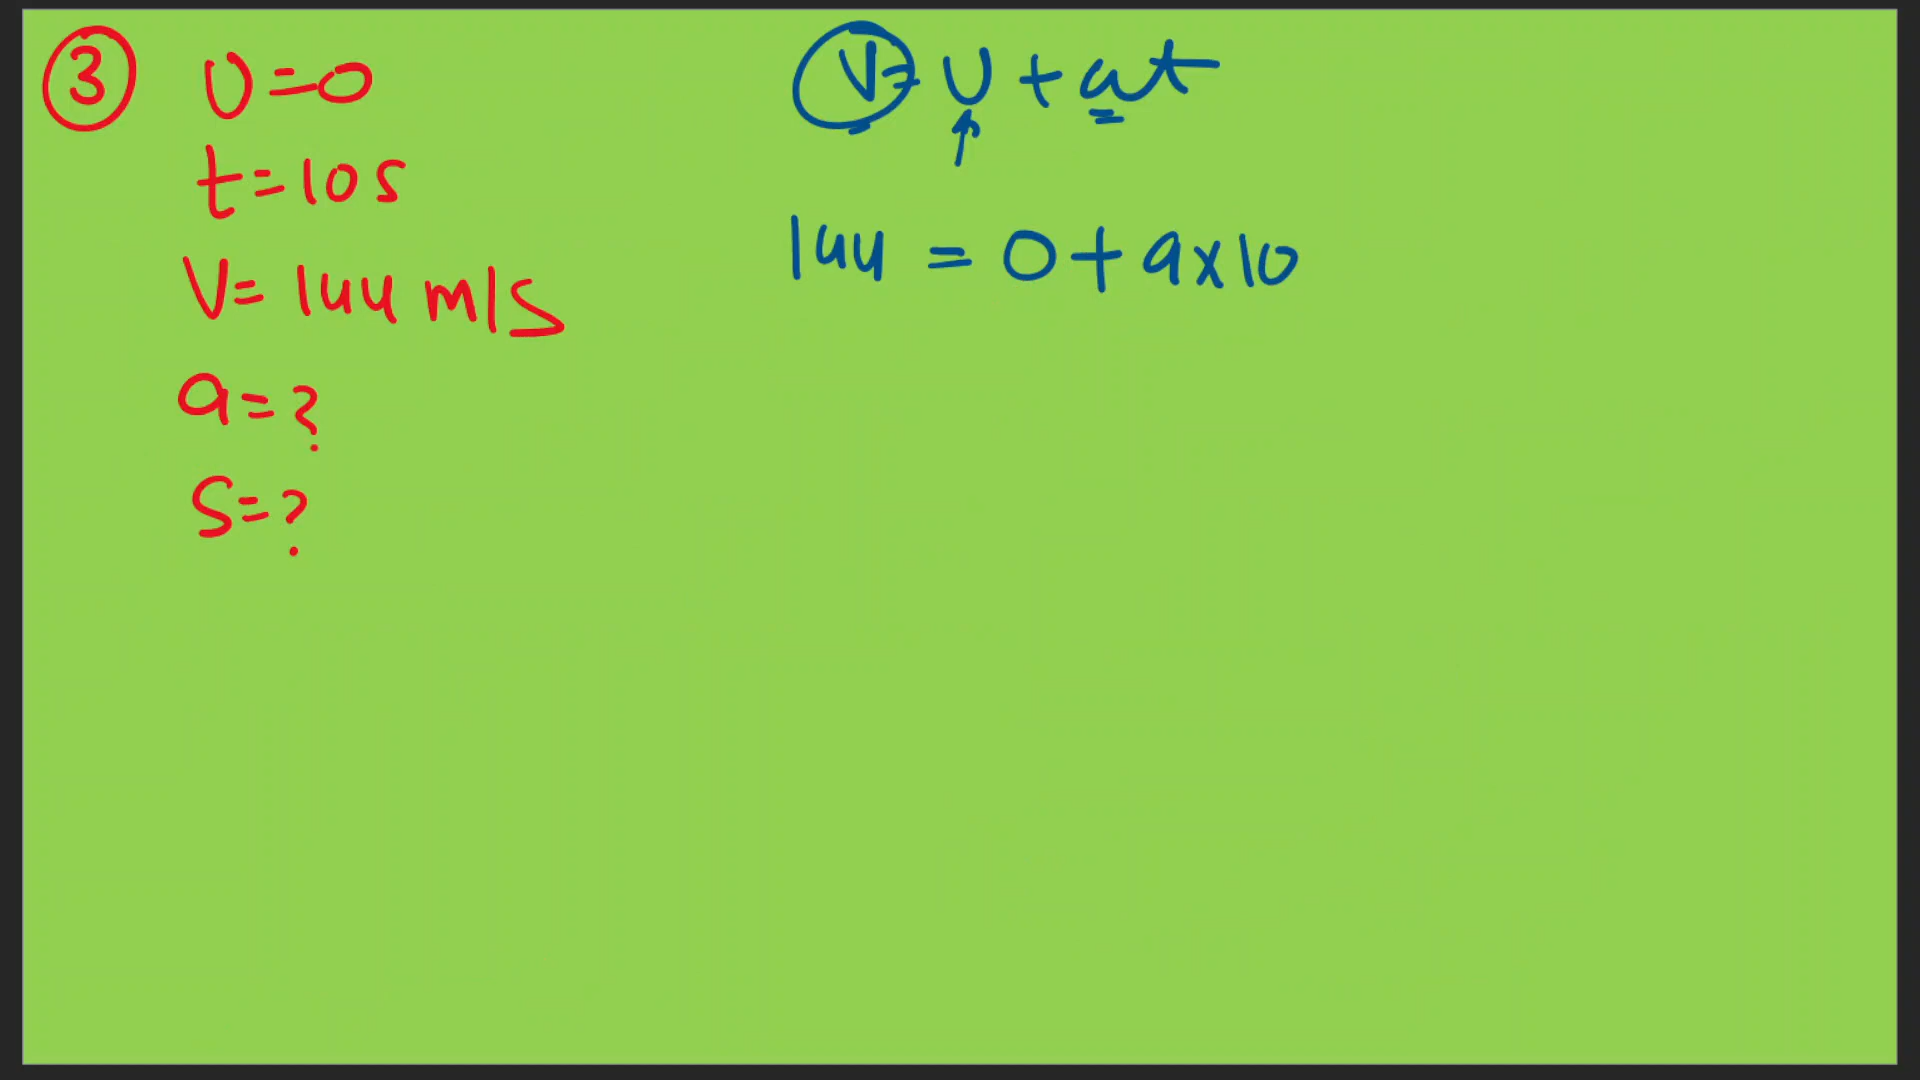 3
U=0
t=10s
V=144 m/s
a=?
S=?
V=U+at
144 = 0+a×10